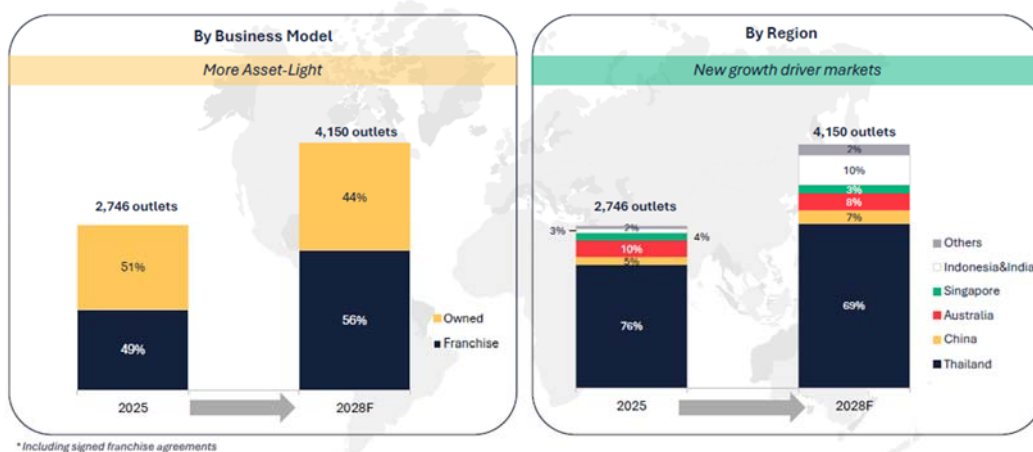 By Business Model
More Asset-Light
4,150 outlets
44%
2,746 outlets
51%
56%
49%
Owned
Franchise
2025
2028F
* Including signed franchise agreements
By Region
New growth driver markets
4,150 outlets
2%
10%
3%
8%
7%
69%
2,746 outlets
3%
2%
4%
10%
5%
76%
Others
Indonesia&India
Singapore
Australia
China
Thailand
2025
2028F